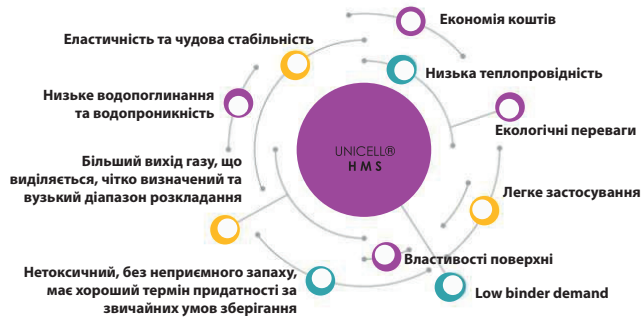 Економія коштів
Еластичність та чудова стабільність
Низька теплопровідність
Низьке водопоглинання
та водопроникність
Екологічні переваги
UNICELL®
HMS
Більший вихід газу, що
виділяється, чітко визначений та
вузький діапазон розкладання
Легке застосування
Властивості поверхні
Нетоксичний, без неприємного запаху,
має хороший термін придатності за
звичайних умов зберігання
Low binder demand